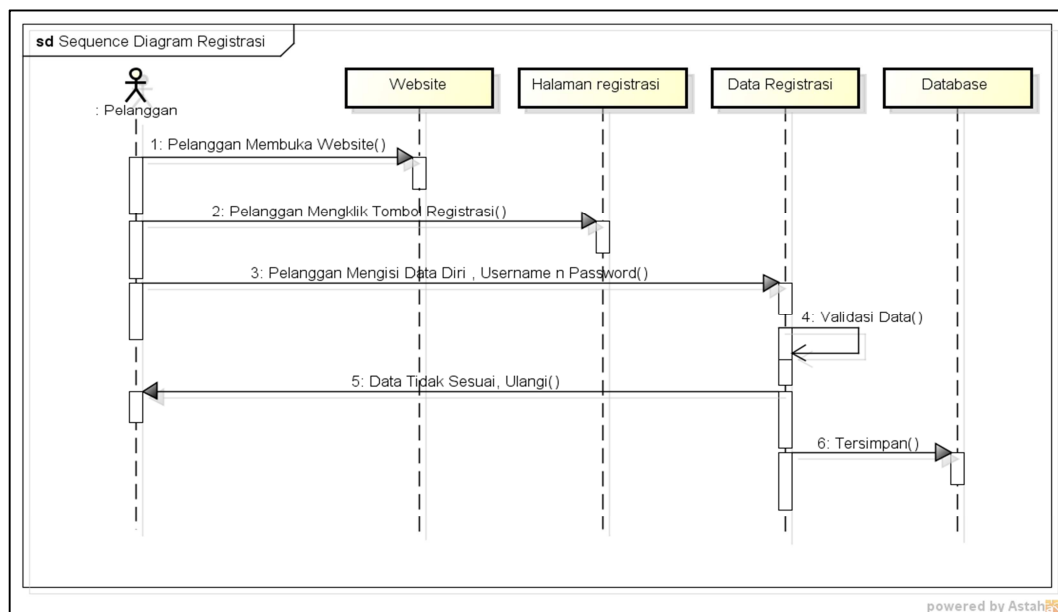 sd Sequence Diagram Registrasi
: Pelanggan
Website
Halaman registrasi
Data Registrasi
Database
1: Pelanggan Membuka Website()
2: Pelanggan Mengklik Tombol Registrasi()
3: Pelanggan Mengisi Data Diri , Username n Password()
4: Validasi Data()
5: Data Tidak Sesuai, Ulangi()
6: Tersimpan()
powered by Astah